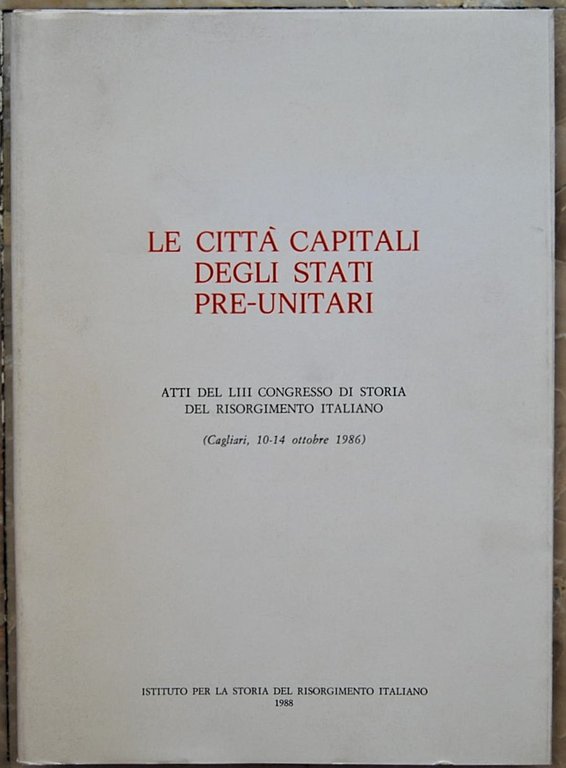 LE CITTÀ CAPITALI
DEGLI STATI
PRE-UNITARI
ATTI DEL LIII CONGRESSO DI STORIA
DEL RISORGIMENTO ITALIANO
(Cagliari, 10-14 ottobre 1986)
ISTITUTO PER LA STORIA DEL RISORGIMENTO ITALIANO
1988